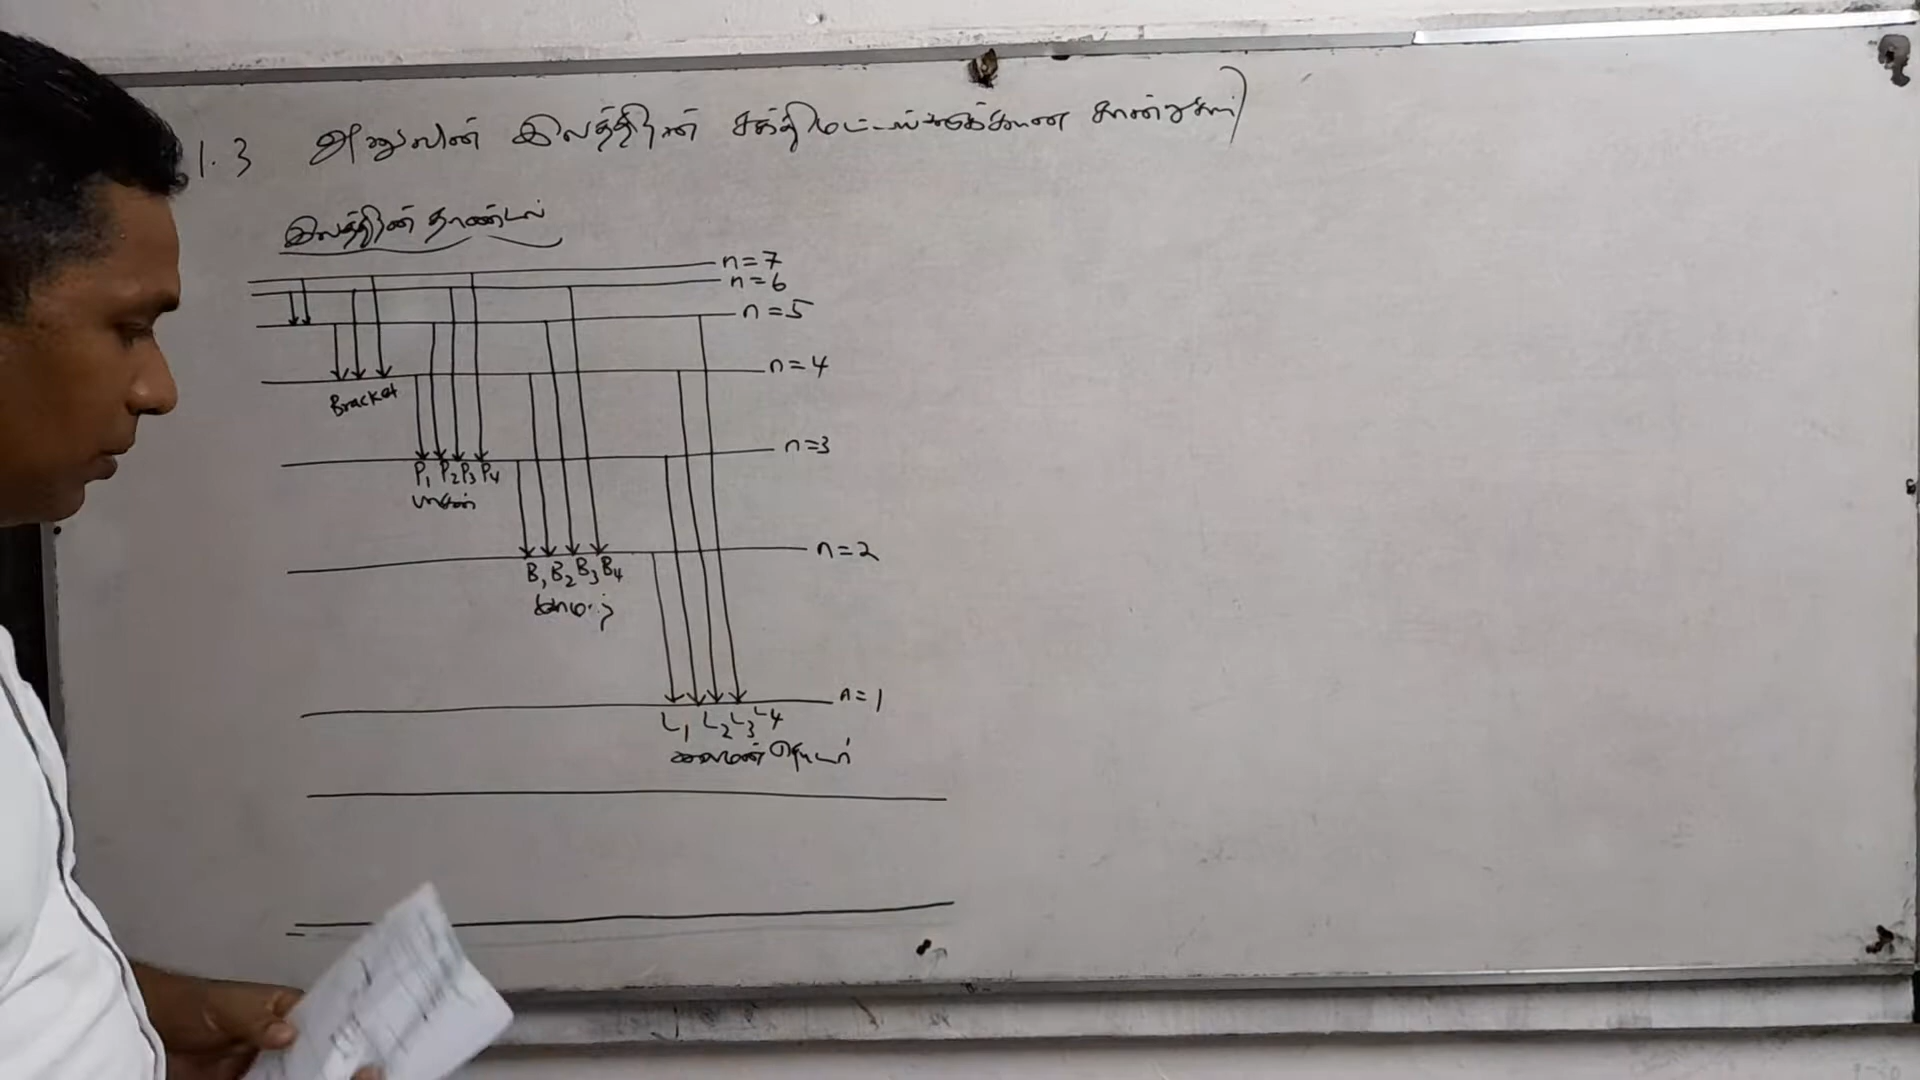 1.3 அணுவின் இலத்திரன் சக்திமட்டங்களுக்கான சான்றுகள்
இலத்திரன் தாண்டல்
n=7
n=6
n=5
n=4
Bracket
n=3
P1 P2 P3 P4
பாசன்
n=2
B1 B2 B3 B4
பாமர்
n=1
L1 L2 L3 L4
லைமன் தொடர்